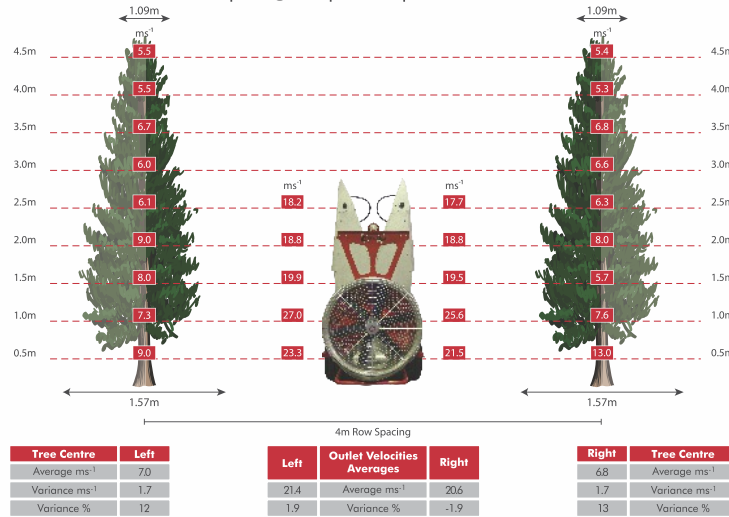 1.09m
1.09m
ms-1
ms-1
4.5m 5.5 5.4 4.5m
4.0m 5.5 5.3 4.0m
3.5m 6.7 6.8 3.5m
3.0m 6.0 6.6 3.0m
ms-1 ms-1
2.5m 6.1 18.2 17.7 6.3 2.5m
2.0m 9.0 18.8 18.8 8.0 2.0m
1.5m 8.0 19.9 19.5 5.7 1.5m
1.0m 7.3 27.0 25.6 7.6 1.0m
0.5m 9.0 23.3 21.5 13.0 0.5m
1.57m 1.57m
4m Row Spacing
Tree Centre Left
Average ms-1 7.0
Variance ms-1 1.7
Variance % 12
Left Outlet Velocities Averages Right
21.4 Average ms-1 20.6
1.9 Variance % -1.9
Right Tree Centre
6.8 Average ms-1
1.7 Variance ms-1
13 Variance %